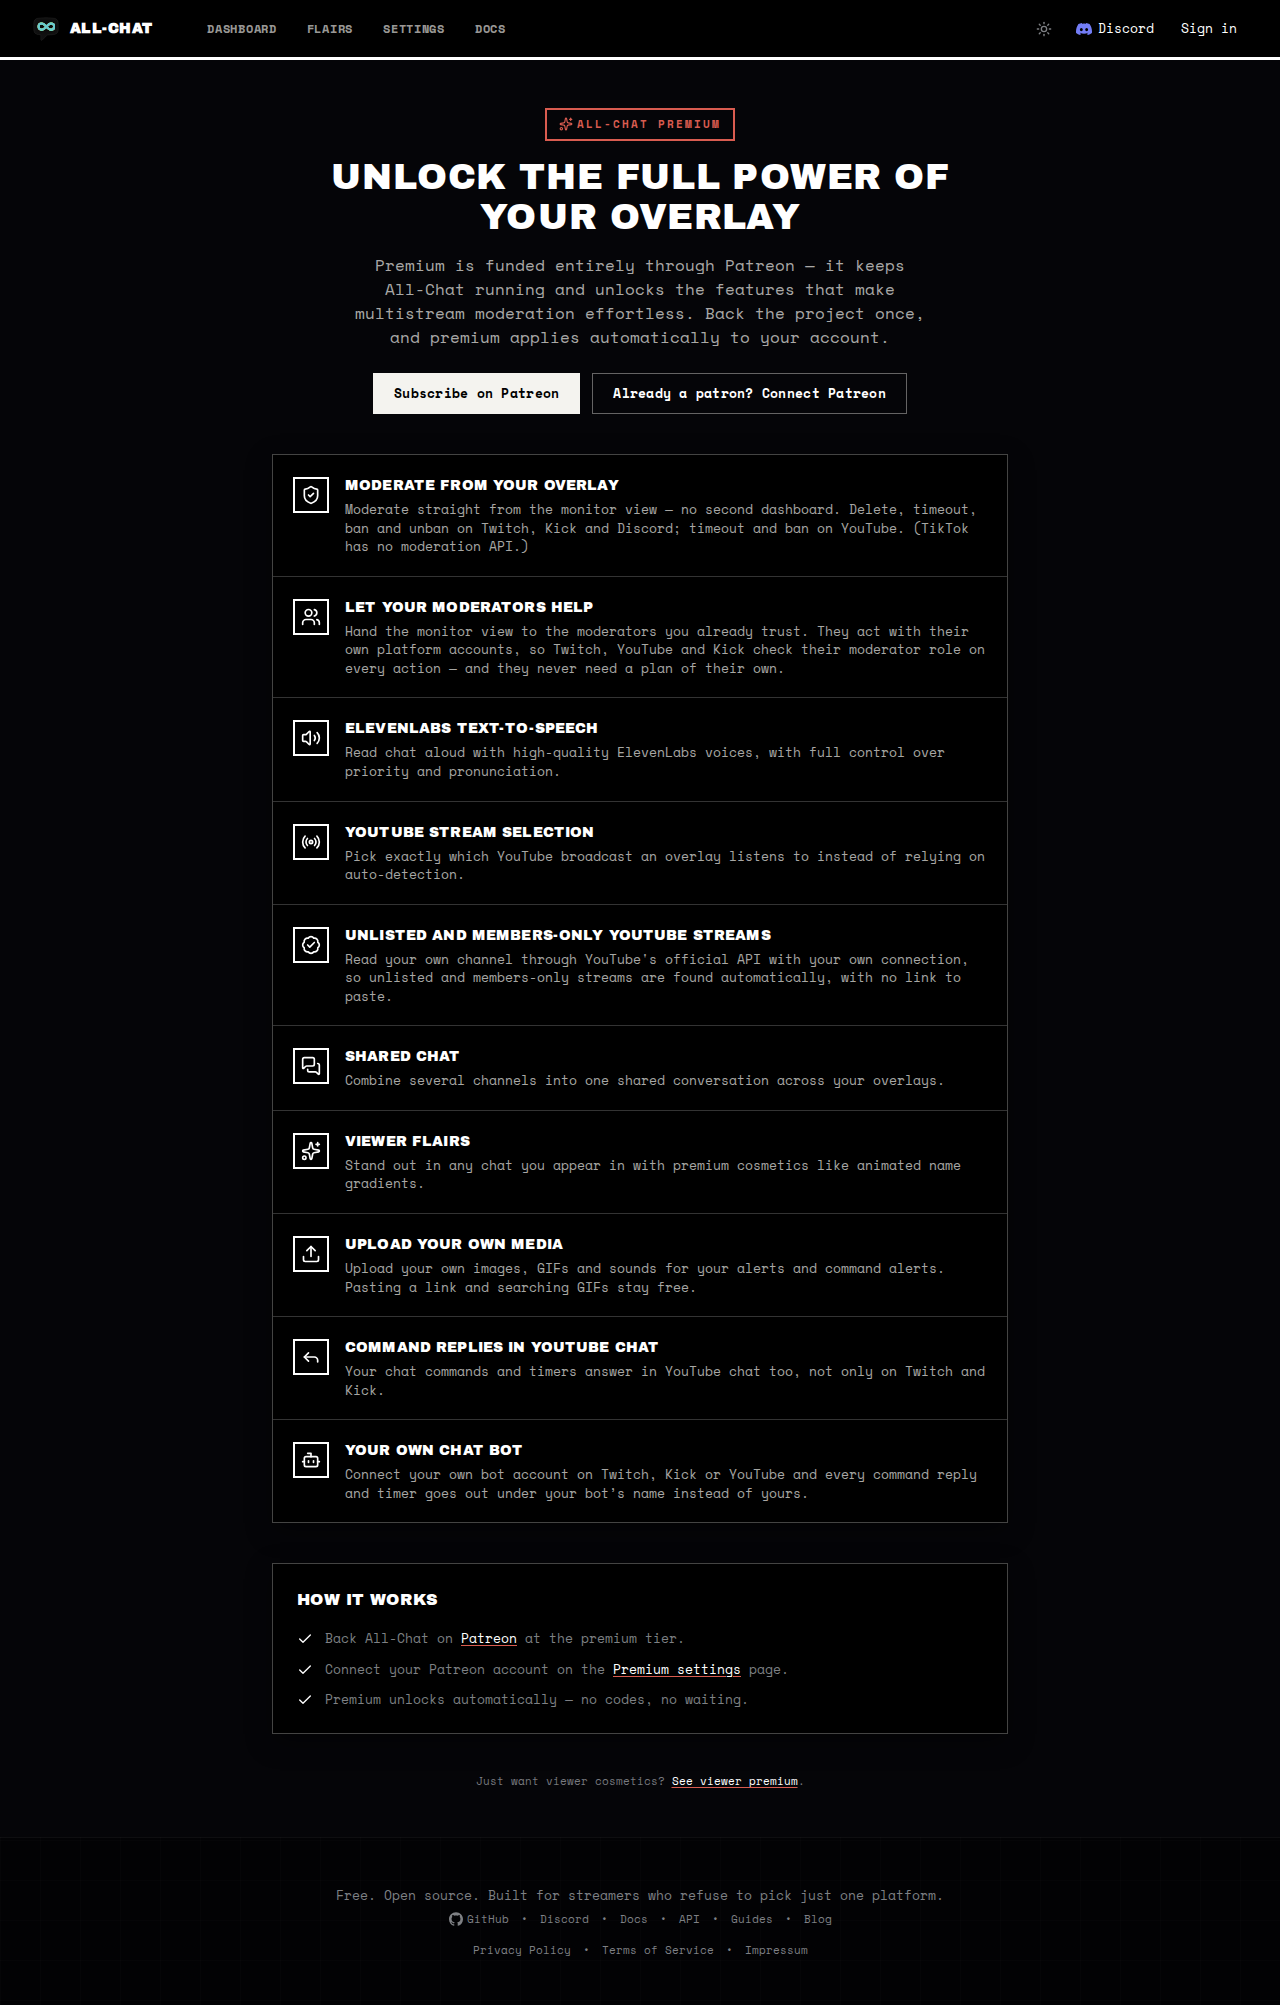 ALL-CHAT DASHBOARD FLAIRS SETTINGS DOCS Discord Sign in
ALL-CHAT PREMIUM
UNLOCK THE FULL POWER OF
YOUR OVERLAY
Premium is funded entirely through Patreon — it keeps
All-Chat running and unlocks the features that make
multistream moderation effortless. Back the project once,
and premium applies automatically to your account.
Subscribe on Patreon Already a patron? Connect Patreon
MODERATE FROM YOUR OVERLAY
Moderate straight from the monitor view — no second dashboard. Delete, timeout,
ban and unban on Twitch, Kick and Discord; timeout and ban on YouTube. (TikTok
has no moderation API.)
LET YOUR MODERATORS HELP
Hand the monitor view to the moderators you already trust. They act with their
own platform accounts, so Twitch, YouTube and Kick check their moderator role on
every action — and they never need a plan of their own.
ELEVENLABS TEXT-TO-SPEECH
Read chat aloud with high-quality ElevenLabs voices, with full control over
priority and pronunciation.
YOUTUBE STREAM SELECTION
Pick exactly which YouTube broadcast an overlay listens to instead of relying on
auto-detection.
UNLISTED AND MEMBERS-ONLY YOUTUBE STREAMS
Read your own channel through YouTube's official API with your own connection,
so unlisted and members-only streams are found automatically, with no link to
paste.
SHARED CHAT
Combine several channels into one shared conversation across your overlays.
VIEWER FLAIRS
Stand out in any chat you appear in with premium cosmetics like animated name
gradients.
UPLOAD YOUR OWN MEDIA
Upload your own images, GIFs and sounds for your alerts and command alerts.
Pasting a link and searching GIFs stay free.
COMMAND REPLIES IN YOUTUBE CHAT
Your chat commands and timers answer in YouTube chat too, not only on Twitch and
Kick.
YOUR OWN CHAT BOT
Connect your own bot account on Twitch, Kick or YouTube and every command reply
and timer goes out under your bot's name instead of yours.
HOW IT WORKS
Back All-Chat on Patreon at the premium tier.
Connect your Patreon account on the Premium settings page.
Premium unlocks automatically — no codes, no waiting.
Just want viewer cosmetics? See viewer premium.
Free. Open source. Built for streamers who refuse to pick just one platform.
GitHub • Discord • Docs • API • Guides • Blog
Privacy Policy • Terms of Service • Impressum